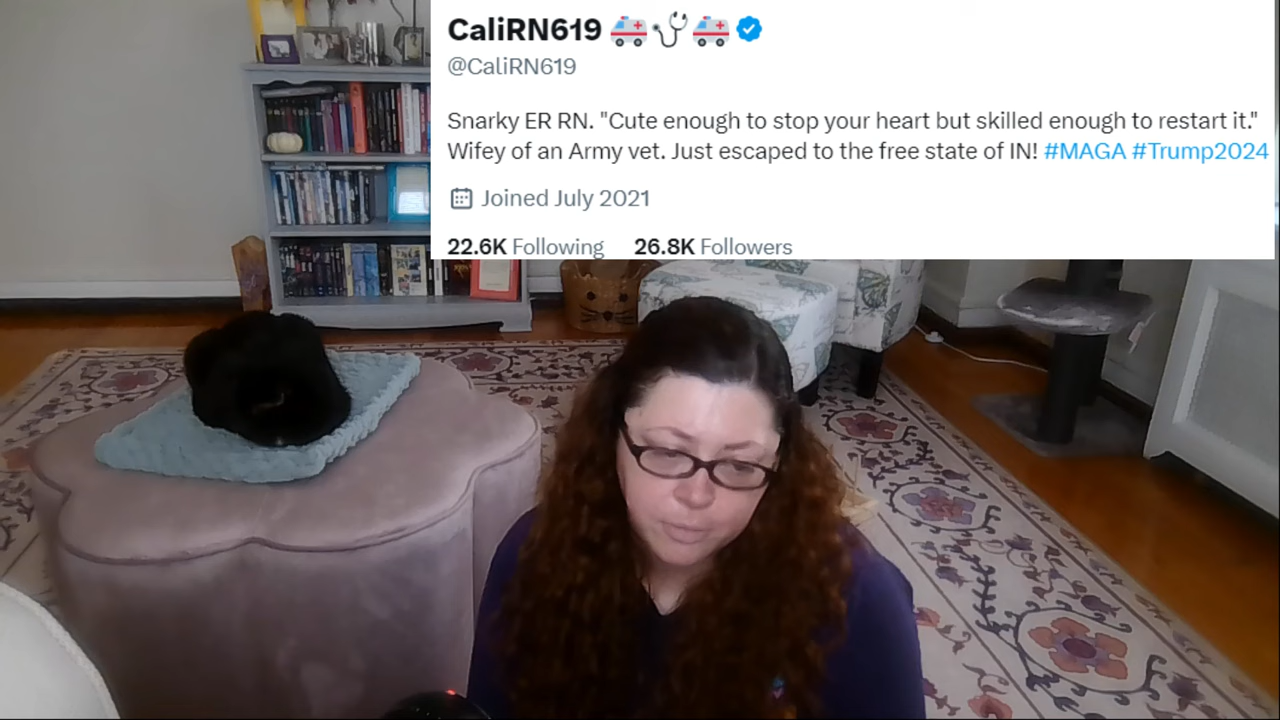 CaliRN619 🚑🩺🚑
@CaliRN619
Snarky ER RN. "Cute enough to stop your heart but skilled enough to restart it."
Wifey of an Army vet. Just escaped to the free state of IN! #MAGA #Trump2024
Joined July 2021
22.6K Following 26.8K Followers